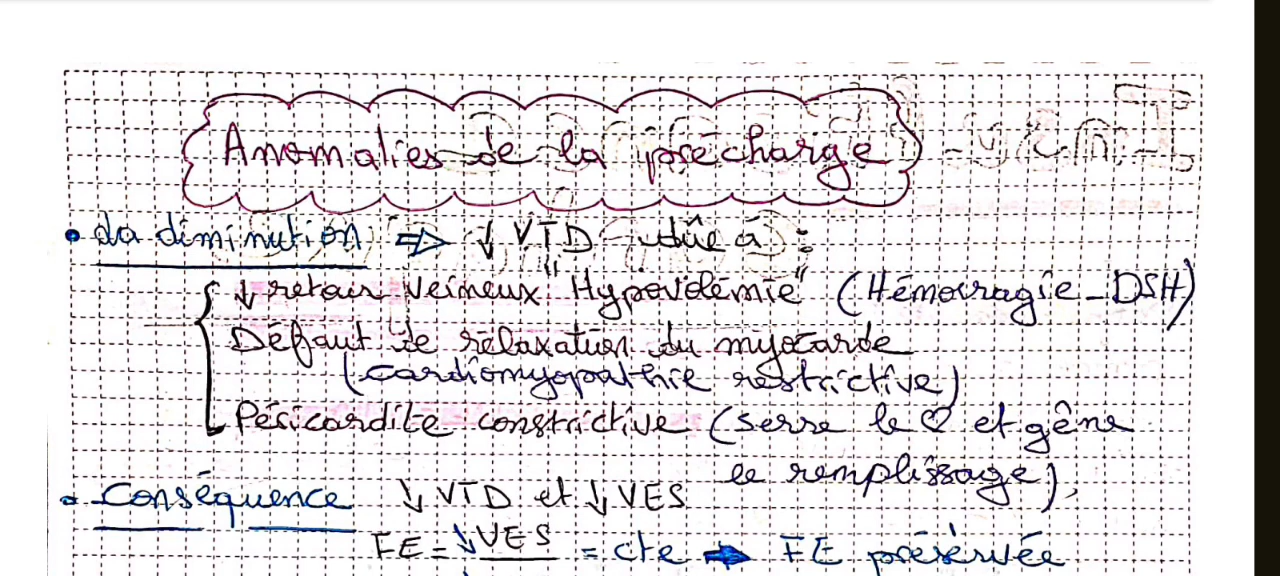 Anomalies de la précharge
• La diminution => ↓ VTD dûe à :
↓ retour veineux "Hypovolémie" (Hémorragie - DSH)
Défaut de relaxation du myocarde
(cardiomyopathie restrictive)
Péricardite constrictive (serre le ♡ et gêne
le remplissage),
• Conséquence ↓ VTD et ↓ VES
FE = ↓VES = cte ➡ FE préservée